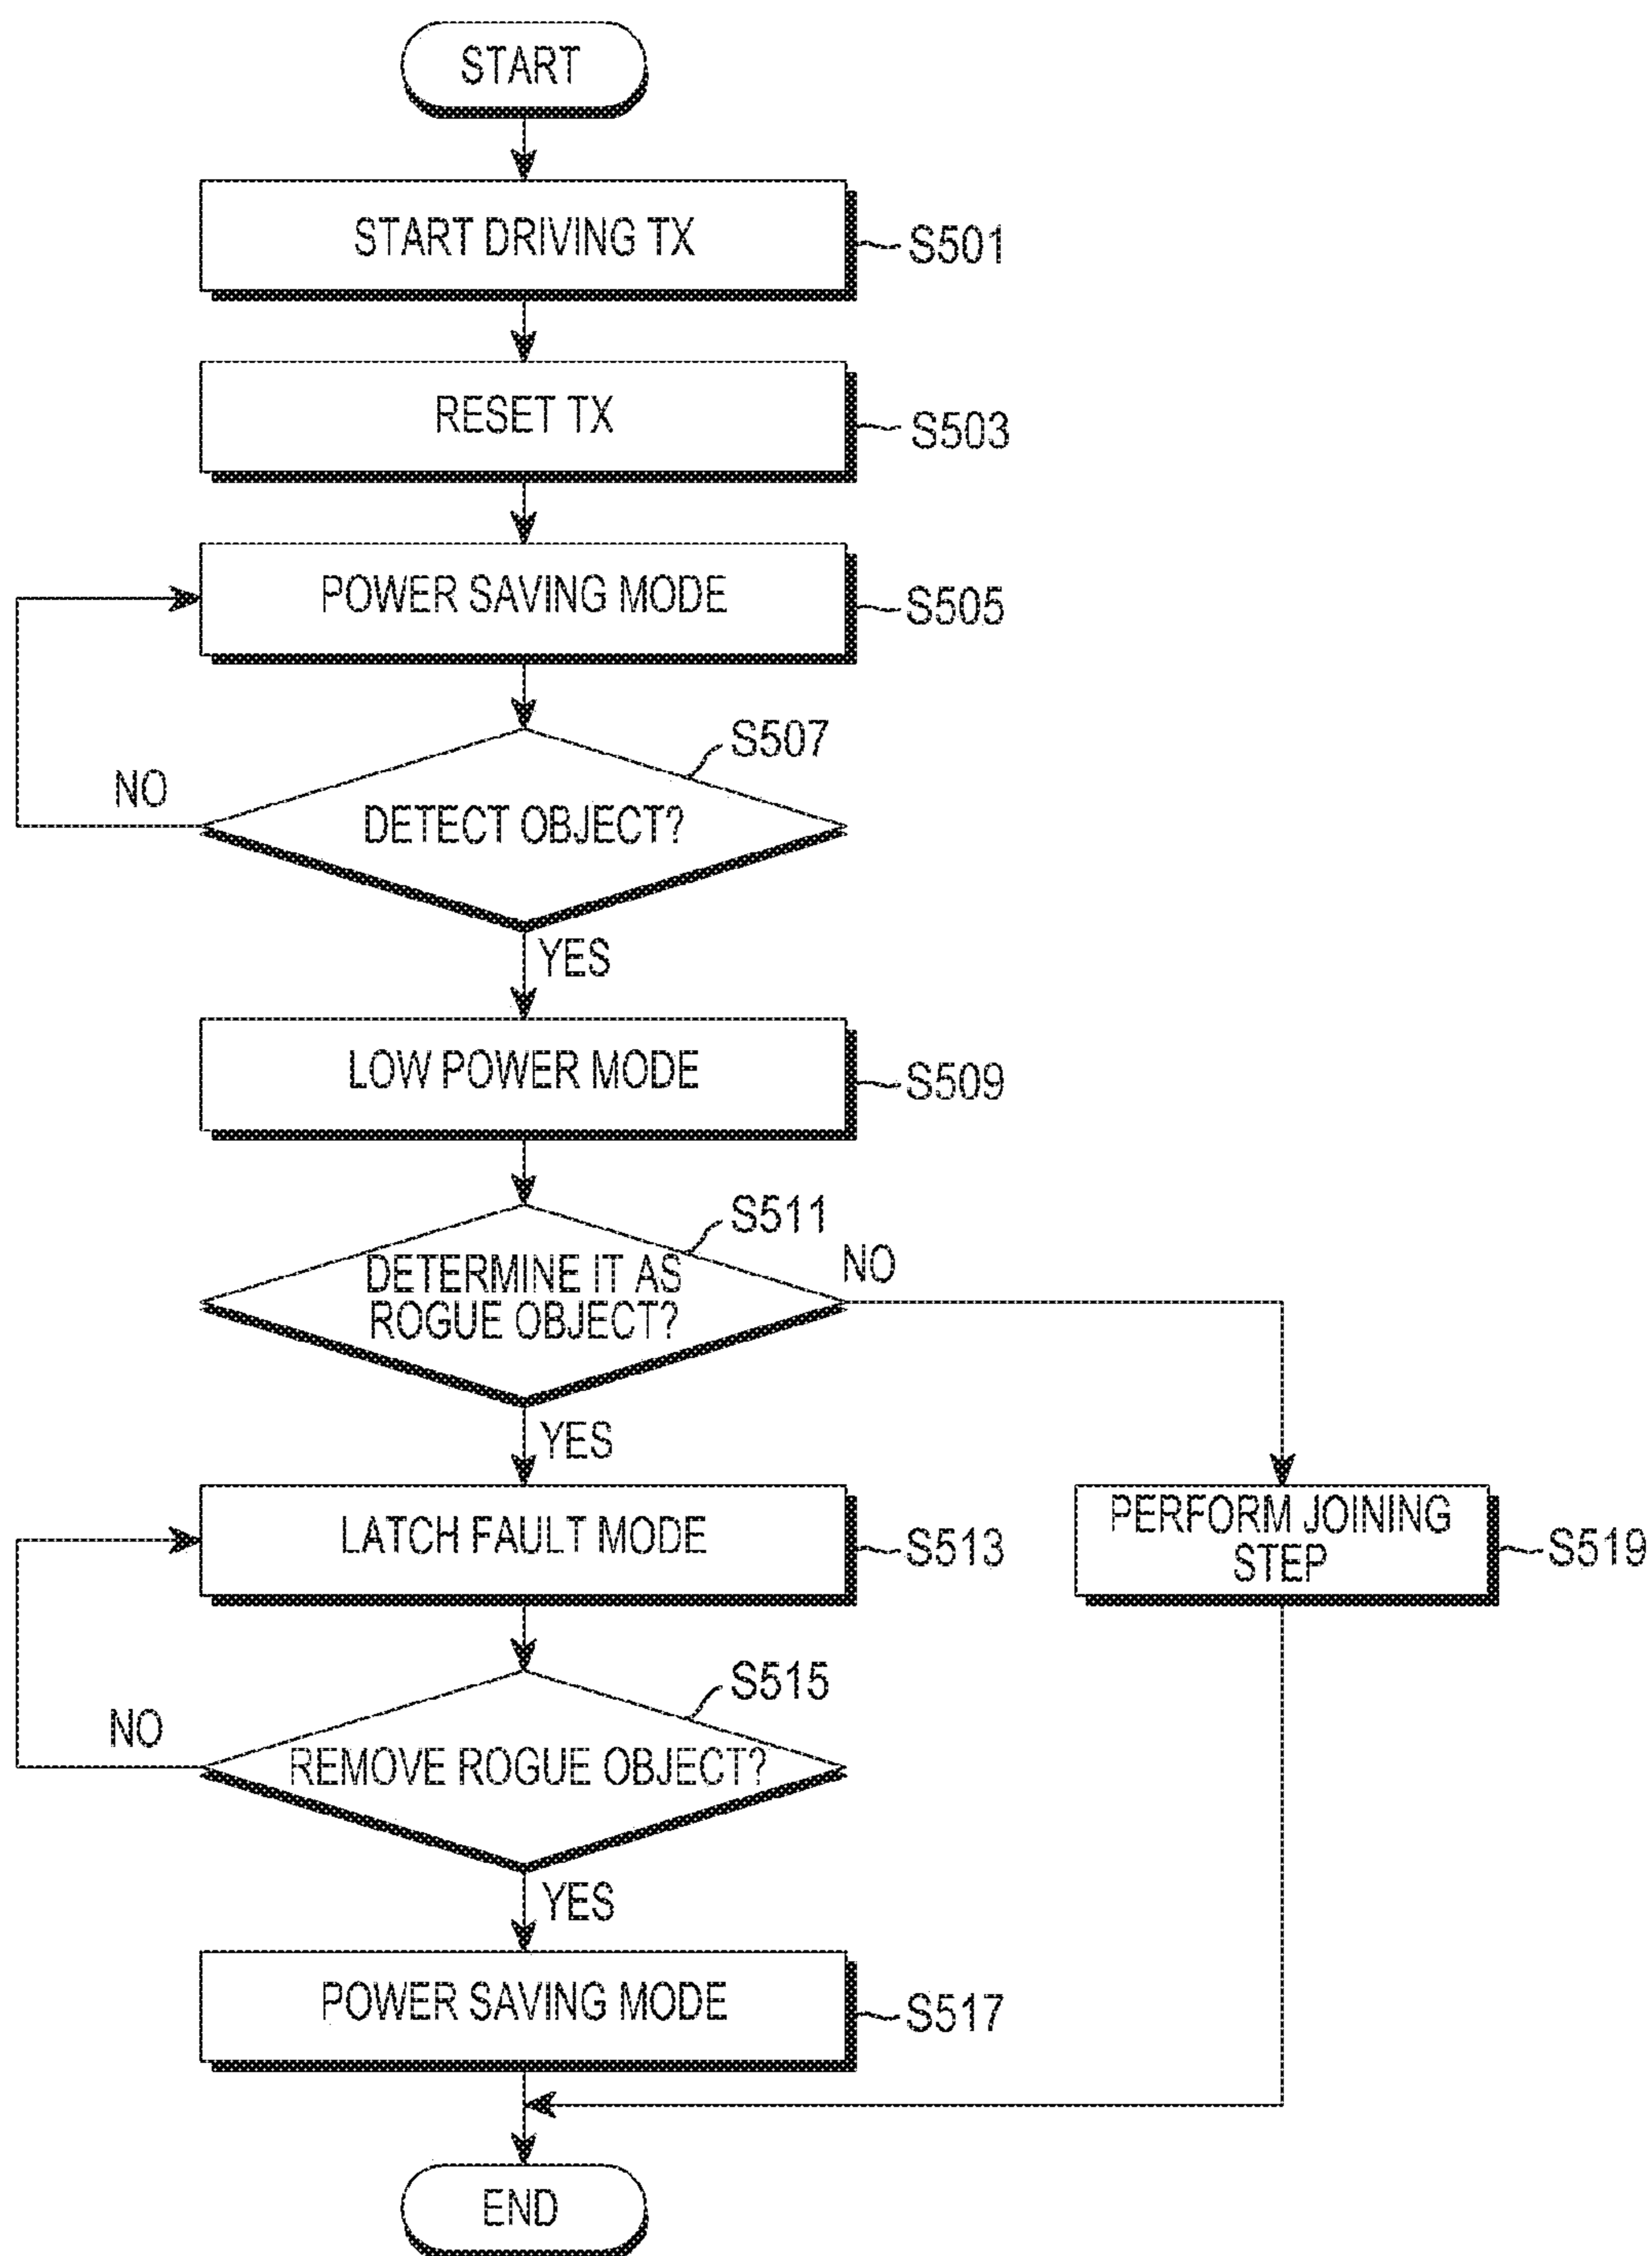 START
START DRIVING TX
S501
RESET TX
S503
POWER SAVING MODE
S505
S507
NO
DETECT OBJECT?
YES
LOW POWER MODE
S509
S511
NO
DETERMINE IT AS
ROGUE OBJECT?
YES
LATCH FAULT MODE
S513
PERFORM JOINING
STEP
S519
S515
NO
REMOVE ROGUE OBJECT?
YES
POWER SAVING MODE
S517
END